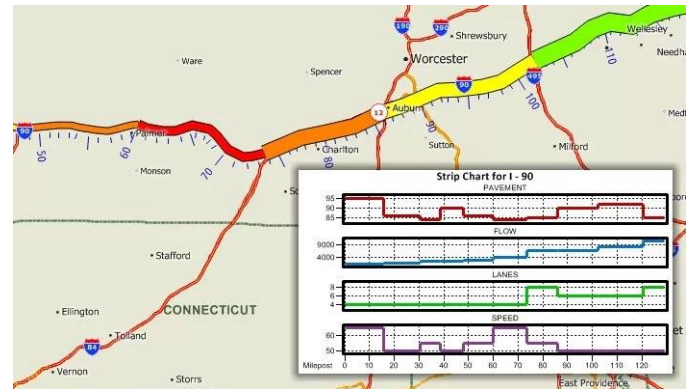 190
290
Shrewsbury
Wellesley
Ware
Worcester
110
Needh
Spencer
90
495
100
12
Auburn
90
90
Palmer
50
60
Charlton
80
Sutton
Milford
Monson
70
Strip Chart for I - 90
PAVEMENT
95
90
85
FLOW
9000
4000
LANES
8
6
4
SPEED
60
50
Milepost
0 10 20 30 40 50 60 70 80 90 100 110 120
Stafford
CONNECTICUT
Ellington
Tolland
84
Vernon
Storrs
East Providence